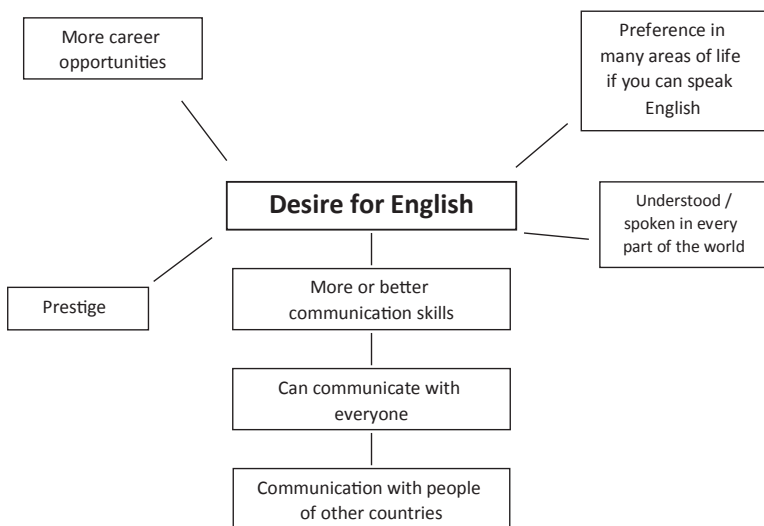 More career
opportunities
Preference in
many areas of life
if you can speak
English
Desire for English
Understood /
spoken in every
part of the world
Prestige
More or better
communication skills
Can communicate with
everyone
Communication with people
of other countries